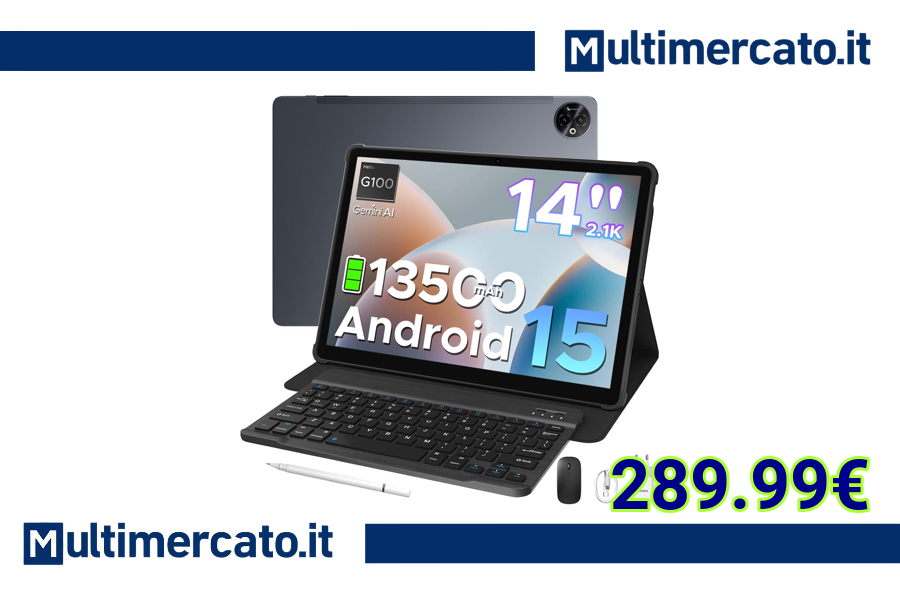 Multimercato.it
G100
Gemini AI
14"
2.1K
13500
mAh
Android 15
289.99€
Multimercato.it